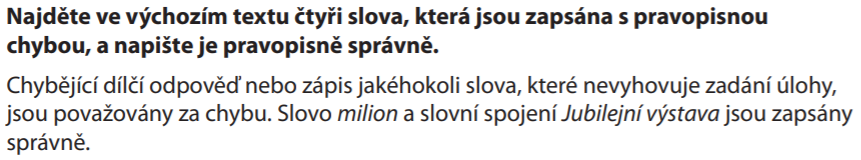 Najděte ve výchozím textu čtyři slova, která jsou zapsána s pravopisnou
chybou, a napište je pravopisně správně.
Chybějící dílčí odpověď nebo zápis jakéhokoli slova, které nevyhovuje zadání úlohy,
jsou považovány za chybu. Slovo milion a slovní spojení Jubilejní výstava jsou zapsány
správně.